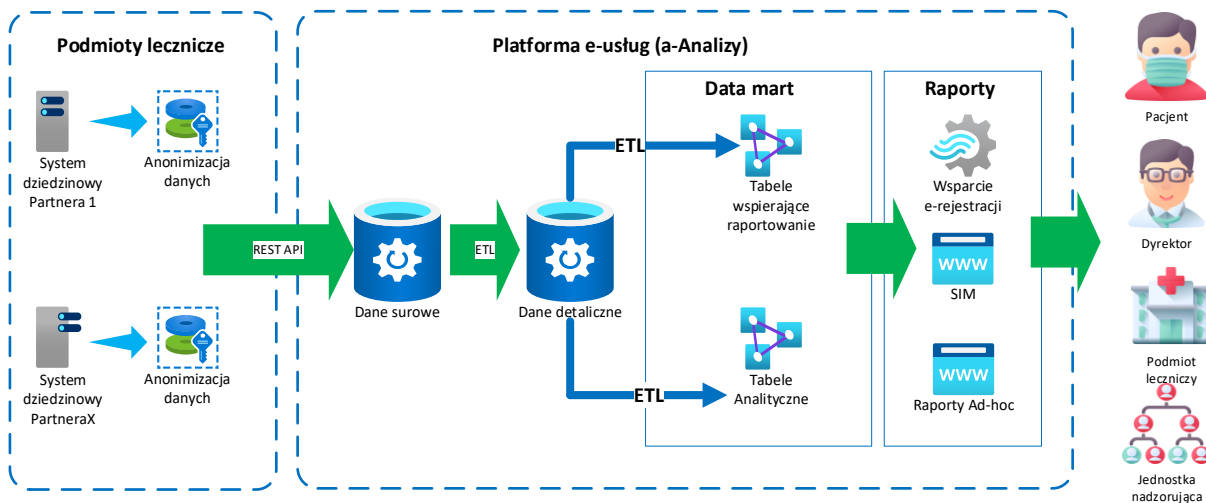 Podmioty lecznicze
System
dziedzinowy
Partnera 1
Anonimizacja
danych
System
dziedzinowy
PartneraX
Anonimizacja
danych
REST API
Platforma e-usług (a-Analizy)
Dane surowe
ETL
Dane detaliczne
ETL
ETL
Data mart
Tabele
wspierające
raportowanie
Tabele
Analityczne
Raporty
Wsparcie
e-rejestracji
WWW
SIM
WWW
Raporty Ad-hoc
Pacjent
Dyrektor
Podmiot
leczniczy
Jednostka
nadzorująca